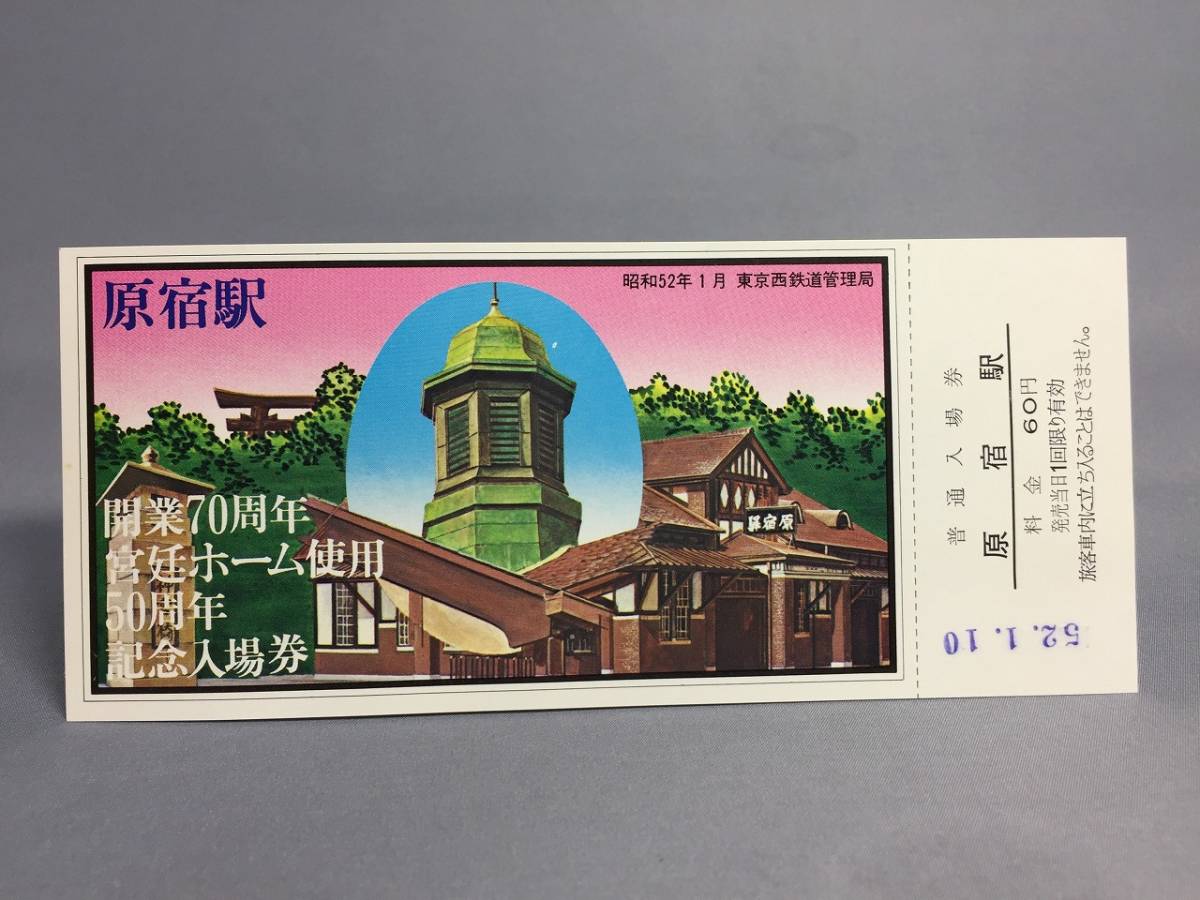 原宿駅
昭和52年1月 東京西鉄道管理局
開業70周年
宮廷ホーム使用
50周年
記念入場券
駅宿原
普通入場券
原宿駅
料金 60円
発売当日1回限り有効
旅客車内に立ち入ることはできません。
52.1.10